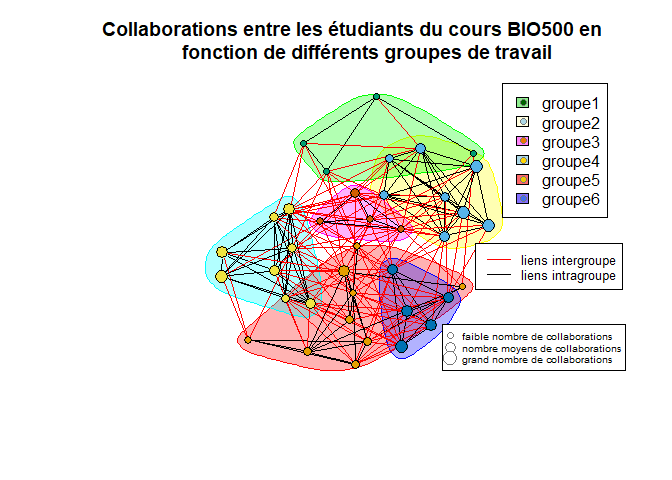 Collaborations entre les étudiants du cours BIO500 en
fonction de différents groupes de travail
groupe1
groupe2
groupe3
groupe4
groupe5
groupe6
liens intergroupe
liens intragroupe
faible nombre de collaborations
nombre moyens de collaborations
grand nombre de collaborations